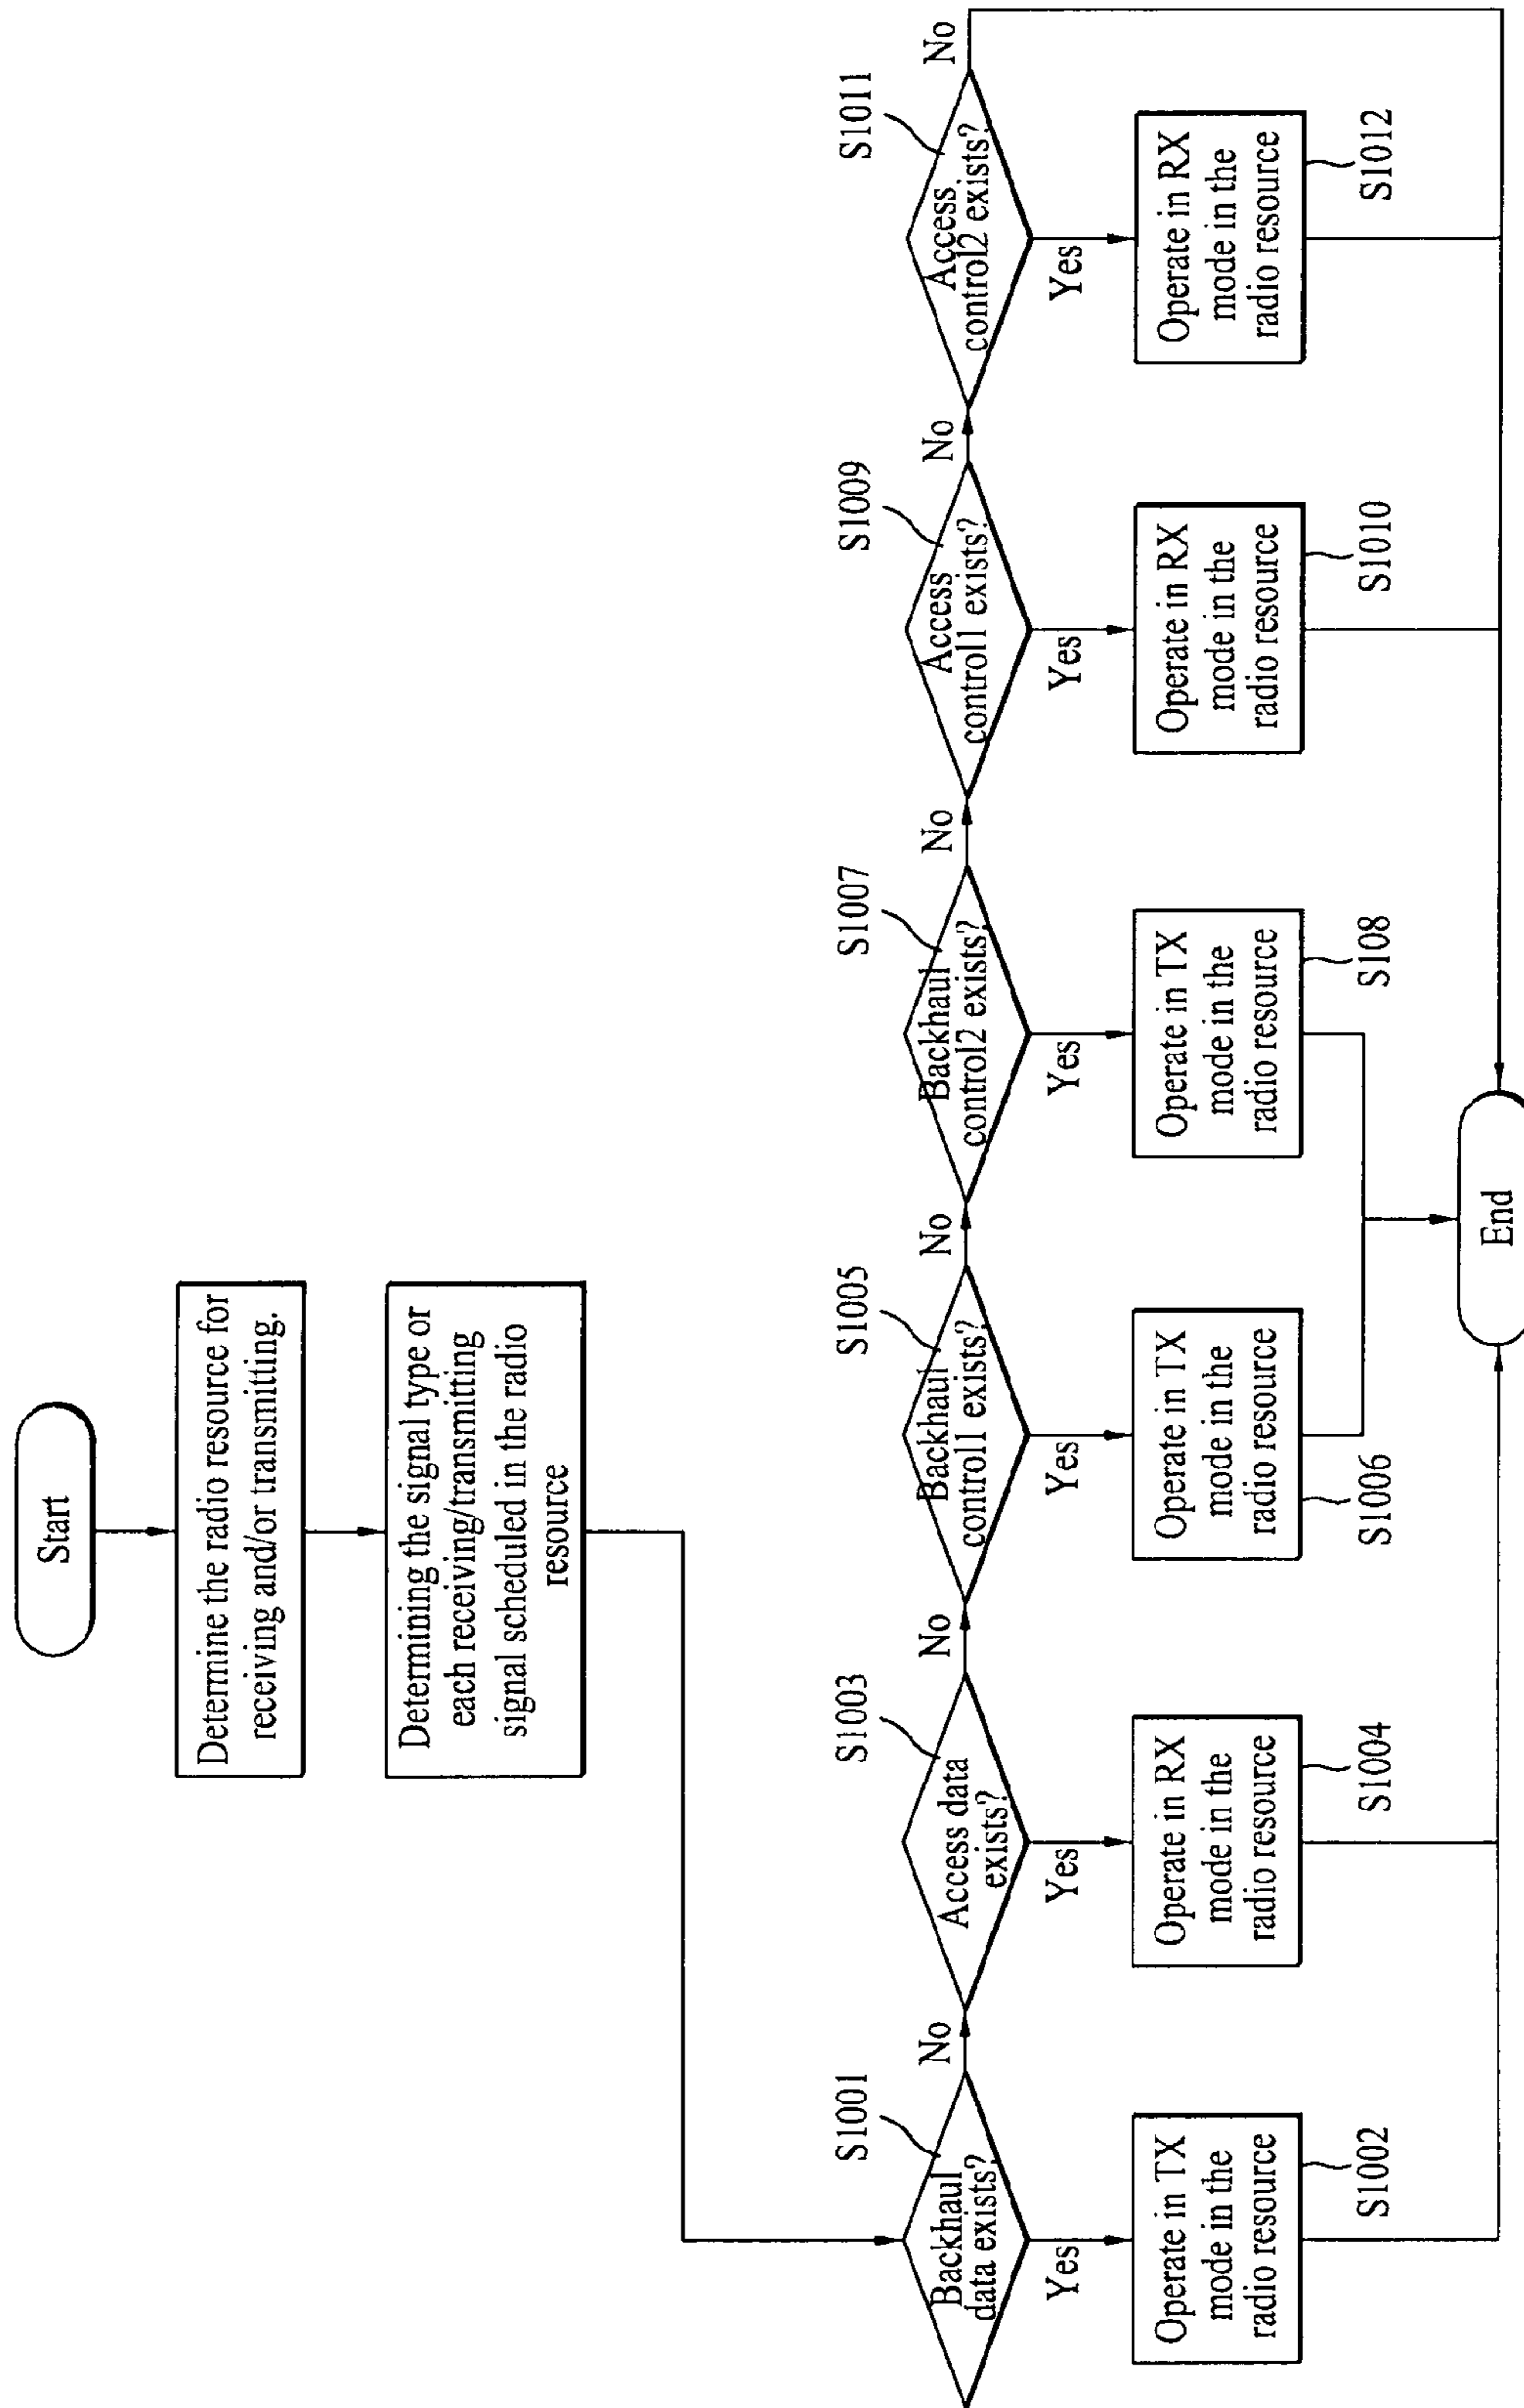 Start
Determine the radio resource for
receiving and/or transmitting.
Determining the signal type or
each receiving/transmitting
signal scheduled in the radio
resource
S1001
Backhaul
data exists?
No
Yes
Operate in TX
mode in the
radio resource
S1002
S1003
Access data
exists?
No
Yes
Operate in RX
mode in the
radio resource
S1004
S1005
Backhaul
control1 exists?
No
Yes
Operate in TX
mode in the
radio resource
S1006
S1007
Backhaul
control2 exists?
No
Yes
Operate in TX
mode in the
radio resource
S108
S1009
Access
control1 exists?
No
Yes
Operate in RX
mode in the
radio resource
S1010
S1011
Access
control2 exists?
No
Yes
Operate in RX
mode in the
radio resource
S1012
End